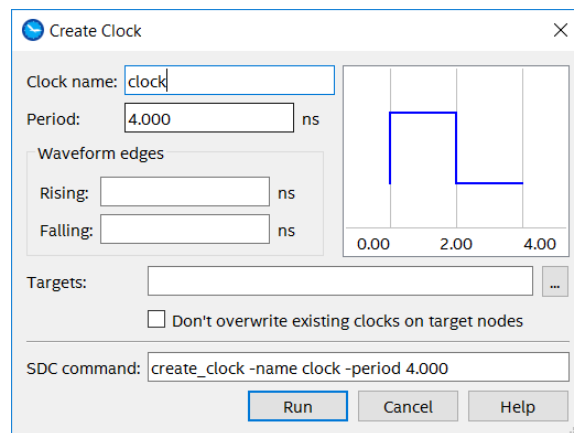 Create Clock
Clock name: clock
Period: 4.000 ns
Waveform edges
Rising: ns
Falling: ns
0.00 2.00 4.00
Targets: ...
Don't overwrite existing clocks on target nodes
SDC command: create_clock -name clock -period 4.000
Run Cancel Help